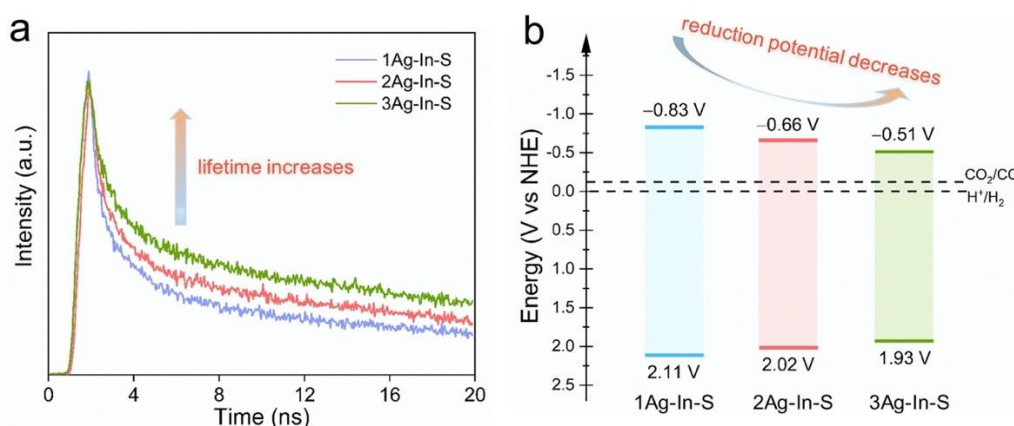 a
1Ag-In-S
2Ag-In-S
3Ag-In-S
lifetime increases
Intensity (a.u.)
0 4 8 12 16 20
Time (ns)
b
reduction potential decreases
-1.5
-1.0
-0.5
0.0
0.5
1.0
1.5
2.0
2.5
Energy (V vs NHE)
−0.83 V
−0.66 V
−0.51 V
CO₂/CO
H⁺/H₂
2.11 V
2.02 V
1.93 V
1Ag-In-S 2Ag-In-S 3Ag-In-S